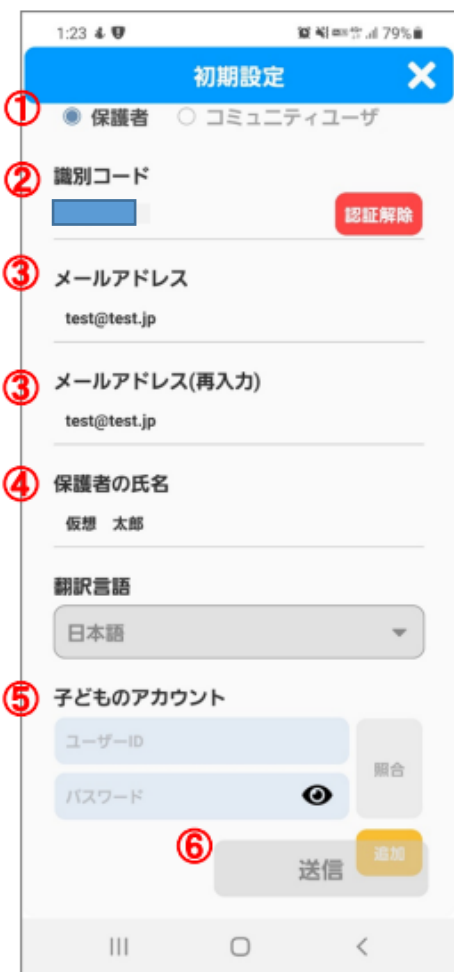 1:23 79%
初期設定
① 保護者 コミュニティユーザ
② 識別コード
認証解除
③ メールアドレス
test@test.jp
③ メールアドレス(再入力)
test@test.jp
④ 保護者の氏名
仮想 太郎
翻訳言語
日本語
⑤ 子どものアカウント
ユーザーID
照合
パスワード
⑥ 送信 追加